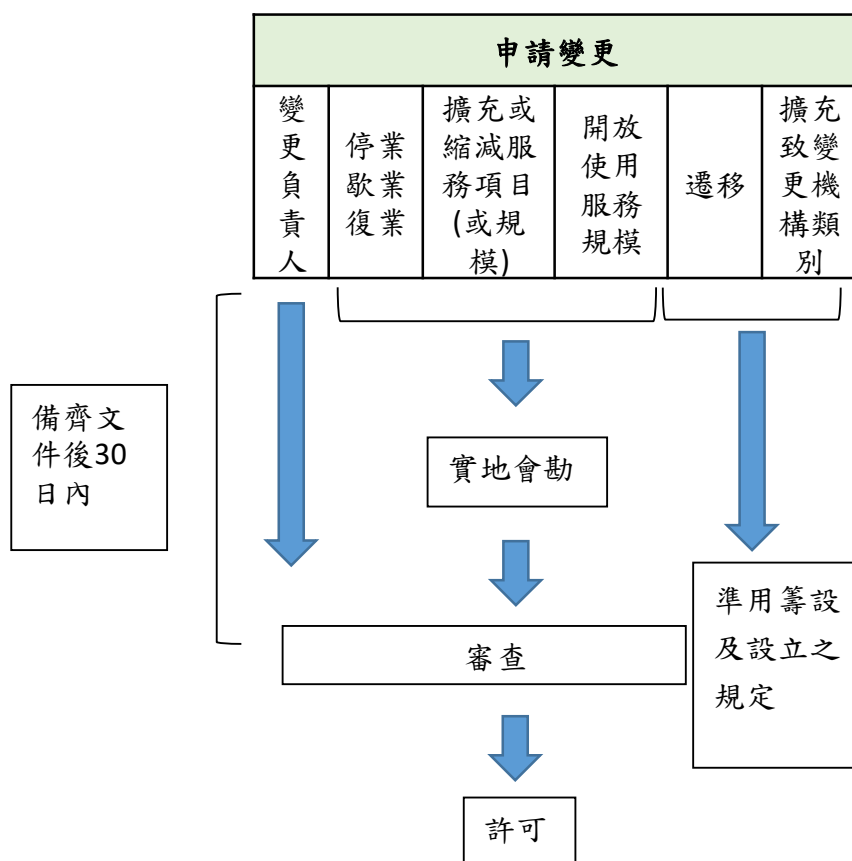 申請變更
變
更
負
責
人
停業
歇業
復業
擴充或
縮減服
務項目
(或規
模)
開放
使用
服務
規模
遷移
擴充
致變
更機
構類
別
備齊文
件後30
日內
實地會勘
審查
準用籌設
及設立之
規定
許可